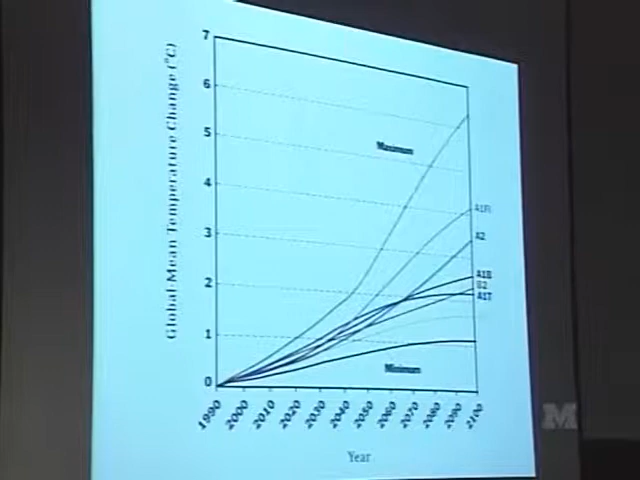 7
6
5
4
3
2
1
0
Global-Mean Temperature Change (°C)
Maximum
A1FI
A2
A1B
B2
A1T
Minimum
1990 2000 2010 2020 2030 2040 2050 2060 2070 2080 2090 2100
Year
M